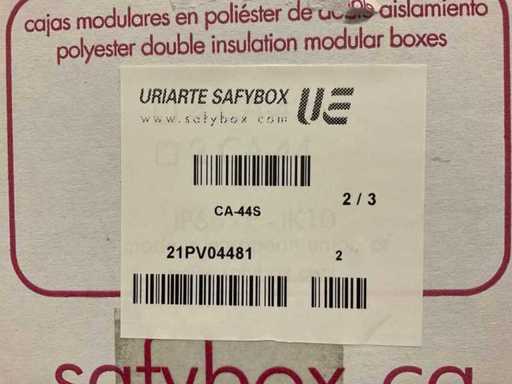 cajas modulares en poliéster de doble aislamiento
polyester double insulation modular boxes
URIARTE SAFYBOX UE
www.safybox.com
CA-44S
2 / 3
21PV04481
2
safybox.ca